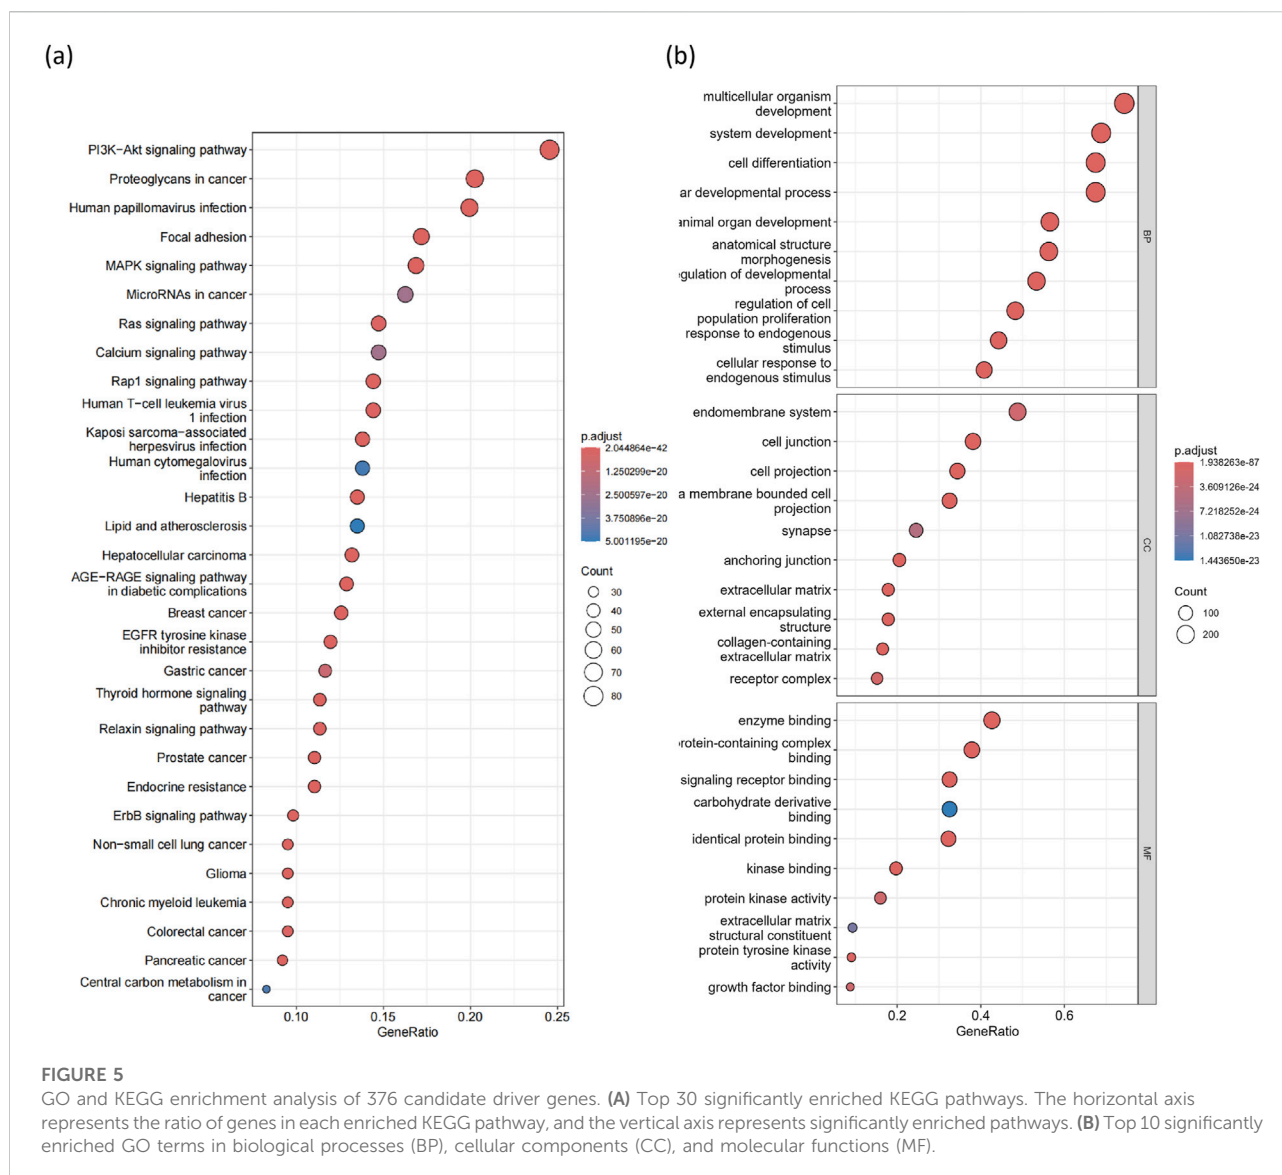 (a)
PI3K−Akt signaling pathway
Proteoglycans in cancer
Human papillomavirus infection
Focal adhesion
MAPK signaling pathway
MicroRNAs in cancer
Ras signaling pathway
Calcium signaling pathway
Rap1 signaling pathway
Human T−cell leukemia virus
1 infection
Kaposi sarcoma−associated
herpesvirus infection
Human cytomegalovirus
infection
Hepatitis B
Lipid and atherosclerosis
Hepatocellular carcinoma
AGE−RAGE signaling pathway
in diabetic complications
Breast cancer
EGFR tyrosine kinase
inhibitor resistance
Gastric cancer
Thyroid hormone signaling
pathway
Relaxin signaling pathway
Prostate cancer
Endocrine resistance
ErbB signaling pathway
Non−small cell lung cancer
Glioma
Chronic myeloid leukemia
Colorectal cancer
Pancreatic cancer
Central carbon metabolism in
cancer
0.10 0.15 0.20 0.25
GeneRatio
p.adjust
2.044864e−42
1.250299e−20
2.500597e−20
3.750896e−20
5.001195e−20
Count
30
40
50
60
70
80
(b)
multicellular organism
development
system development
cell differentiation
ar developmental process
animal organ development
anatomical structure
morphogenesis
egulation of developmental
process
regulation of cell
population proliferation
response to endogenous
stimulus
cellular response to
endogenous stimulus
BP
endomembrane system
cell junction
cell projection
a membrane bounded cell
projection
synapse
anchoring junction
extracellular matrix
external encapsulating
structure
collagen-containing
extracellular matrix
receptor complex
CC
enzyme binding
protein-containing complex
binding
signaling receptor binding
carbohydrate derivative
binding
identical protein binding
kinase binding
protein kinase activity
extracellular matrix
structural constituent
protein tyrosine kinase
activity
growth factor binding
MF
0.2 0.4 0.6
GeneRatio
p.adjust
1.938263e-87
3.609126e-24
7.218252e-24
1.082738e-23
1.443650e-23
Count
100
200
FIGURE 5
GO and KEGG enrichment analysis of 376 candidate driver genes. (A) Top 30 significantly enriched KEGG pathways. The horizontal axis
represents the ratio of genes in each enriched KEGG pathway, and the vertical axis represents significantly enriched pathways. (B) Top 10 significantly
enriched GO terms in biological processes (BP), cellular components (CC), and molecular functions (MF).